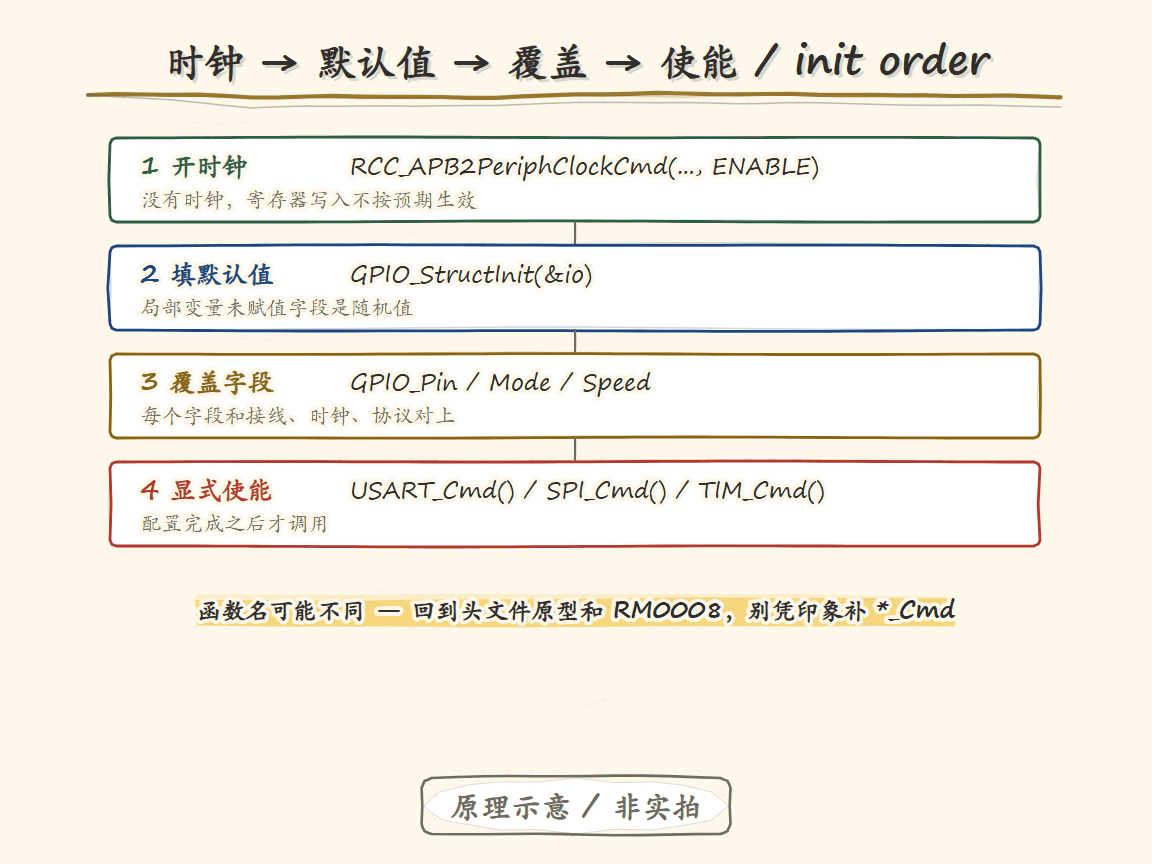 时钟 → 默认值 → 覆盖 → 使能 / init order
1 开时钟 RCC_APB2PeriphClockCmd(..., ENABLE)
没有时钟，寄存器写入不按预期生效
2 填默认值 GPIO_StructInit(&io)
局部变量未赋值字段是随机值
3 覆盖字段 GPIO_Pin / Mode / Speed
每个字段和接线、时钟、协议对上
4 显式使能 USART_Cmd() / SPI_Cmd() / TIM_Cmd()
配置完成之后才调用
函数名可能不同 — 回到头文件原型和 RM0008，别凭印象补 *_Cmd
原理示意 / 非实拍